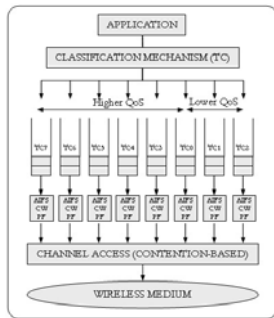 APPLICATION
CLASSIFICATION MECHANISM (TC)
Higher QoS Lower QoS
TC7 TC6 TC5 TC4 TC3 TC0 TC1 TC2
AIFS AIFS AIFS AIFS AIFS AIFS AIFS AIFS
CW CW CW CW CW CW CW CW
PF PF PF PF PF PF PF PF
CHANNEL ACCESS (CONTENTION-BASED)
WIRELESS MEDIUM